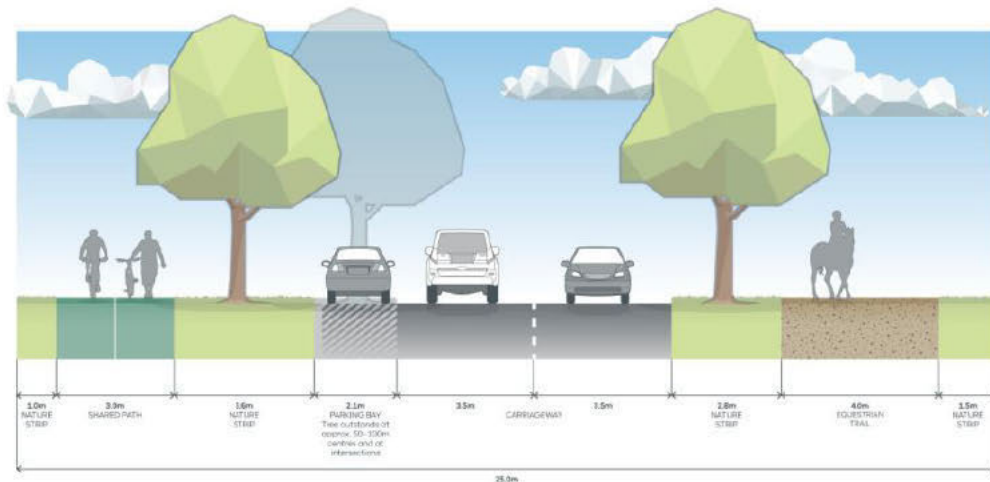 1.0m
NATURE
STRIP
3.0m
SHARED PATH
3.6m
NATURE
STRIP
2.1m
PARKING BAY
Tree outstands at
approx. 50-100m
centres and at
intersections
3.5m
CARRIAGEWAY
3.5m
2.8m
NATURE
STRIP
4.0m
EQUESTRIAN
TRAIL
1.5m
NATURE
STRIP
25.0m